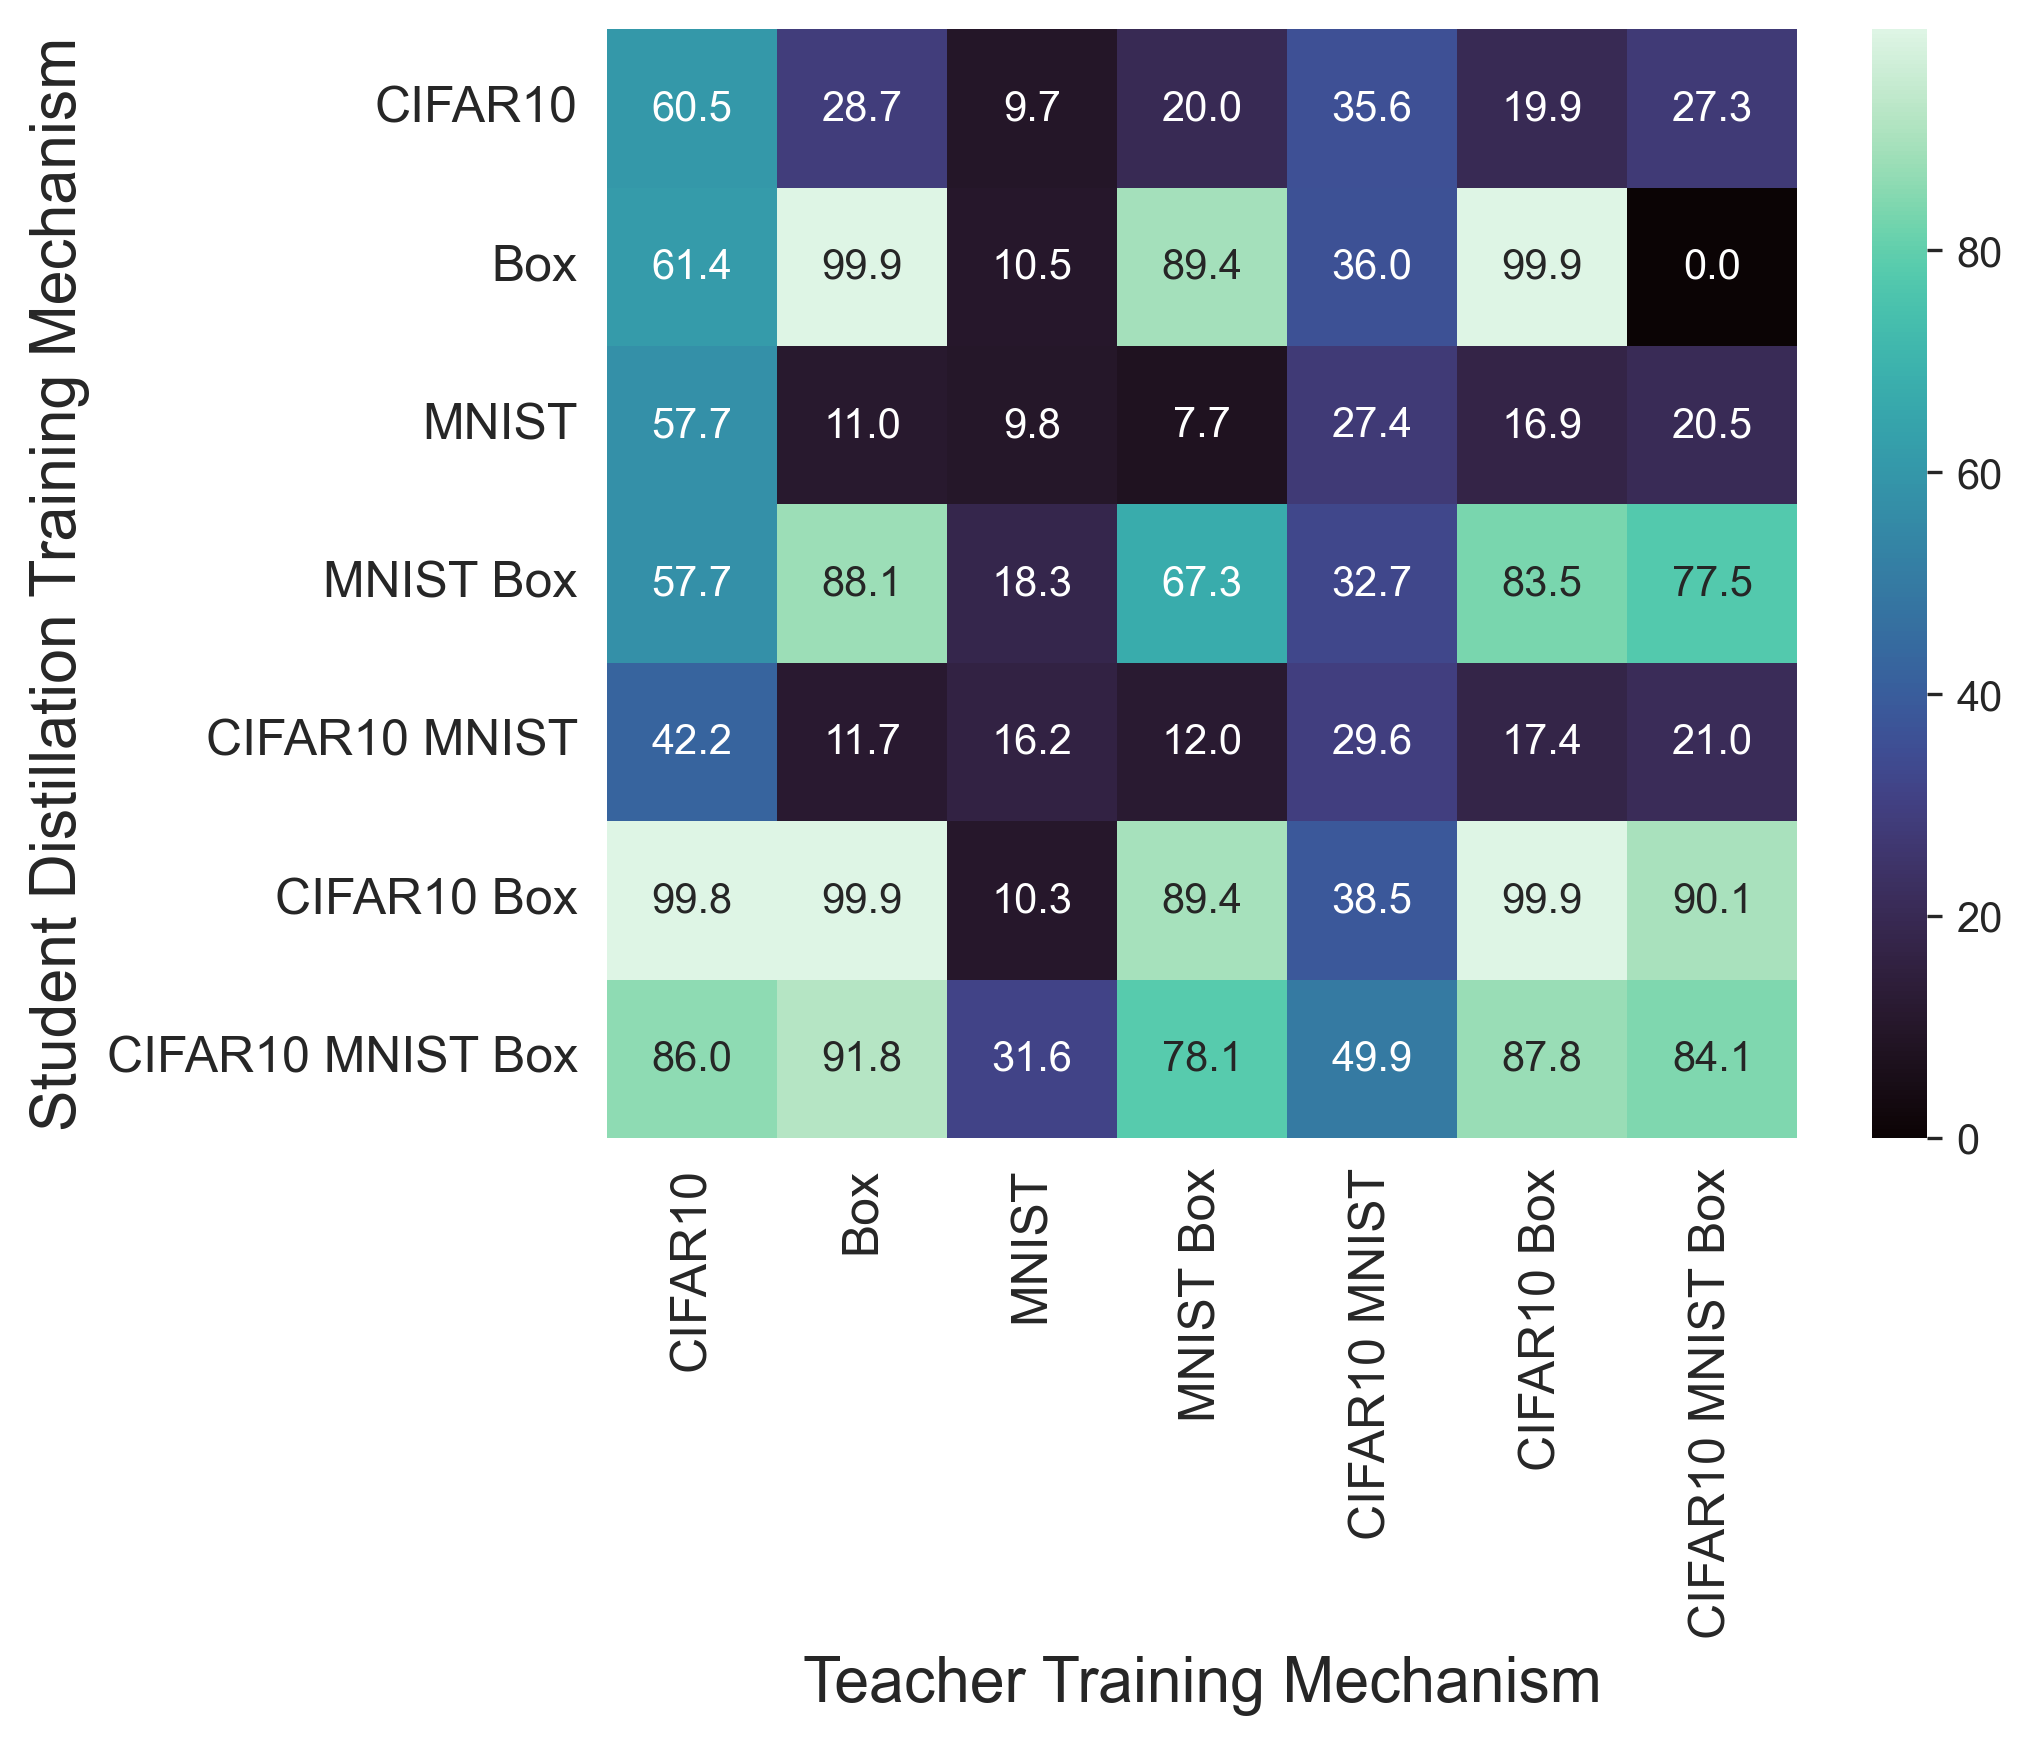 Student Distillation Training Mechanism
CIFAR10 60.5 28.7 9.7 20.0 35.6 19.9 27.3
Box 61.4 99.9 10.5 89.4 36.0 99.9 0.0
MNIST 57.7 11.0 9.8 7.7 27.4 16.9 20.5
MNIST Box 57.7 88.1 18.3 67.3 32.7 83.5 77.5
CIFAR10 MNIST 42.2 11.7 16.2 12.0 29.6 17.4 21.0
CIFAR10 Box 99.8 99.9 10.3 89.4 38.5 99.9 90.1
CIFAR10 MNIST Box 86.0 91.8 31.6 78.1 49.9 87.8 84.1
CIFAR10
Box
MNIST
MNIST Box
CIFAR10 MNIST
CIFAR10 Box
CIFAR10 MNIST Box
Teacher Training Mechanism
80
60
40
20
0